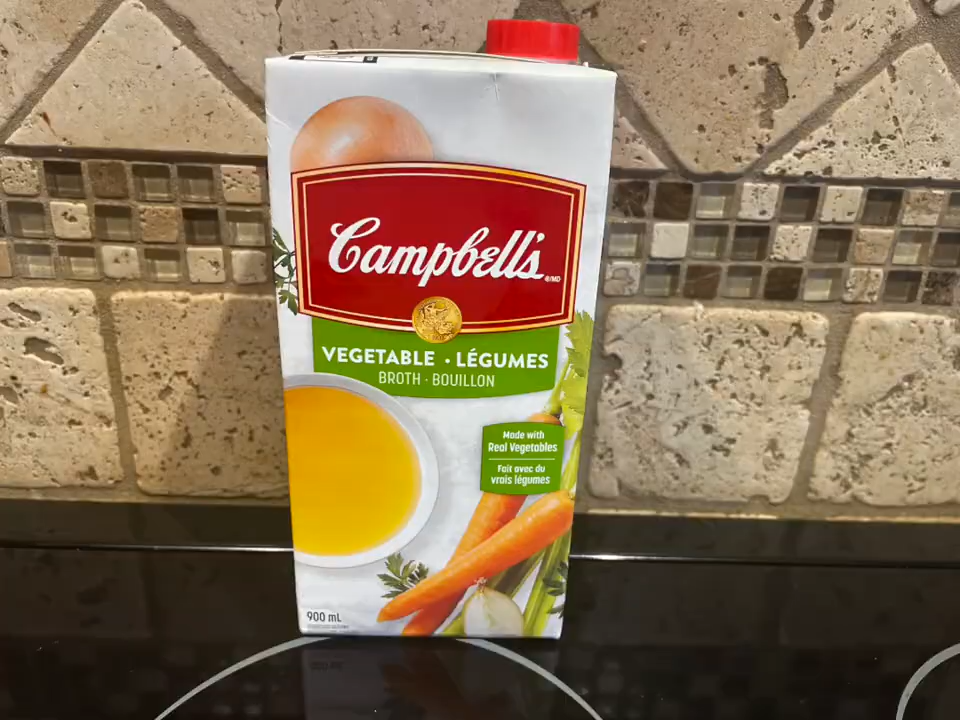 Campbell's ®/MD
VEGETABLE · LÉGUMES
BROTH · BOUILLON
Made with
Real Vegetables
Fait avec du
vrais légumes
900 mL